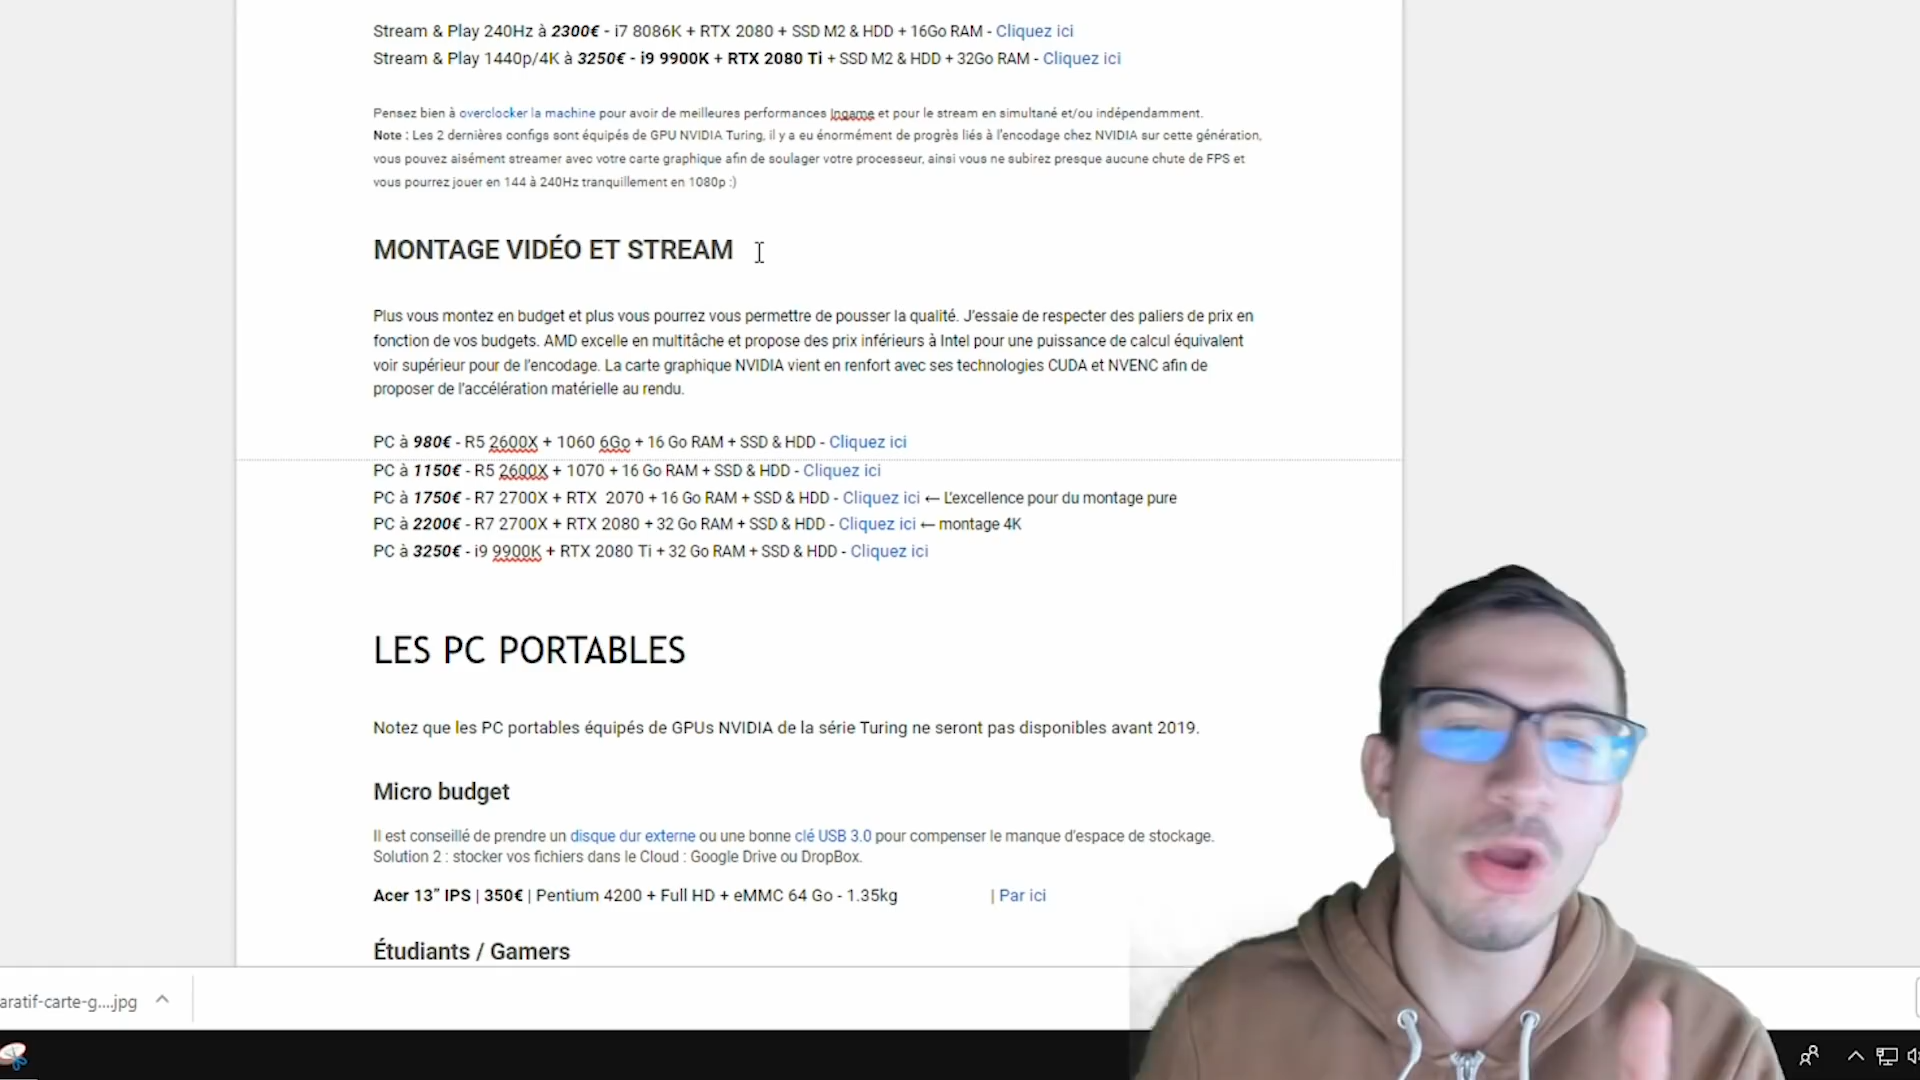 Stream & Play 240Hz à 2300€ - i7 8086K + RTX 2080 + SSD M2 & HDD + 16Go RAM - Cliquez ici
Stream & Play 1440p/4K à 3250€ - i9 9900K + RTX 2080 Ti + SSD M2 & HDD + 32Go RAM - Cliquez ici
Pensez bien à overclocker la machine pour avoir de meilleures performances Ingame et pour le stream en simultané et/ou indépendamment.
Note : Les 2 dernières configs sont équipés de GPU NVIDIA Turing, il y a eu énormément de progrès liés à l'encodage chez NVIDIA sur cette génération,
vous pouvez aisément streamer avec votre carte graphique afin de soulager votre processeur, ainsi vous ne subirez presque aucune chute de FPS et
vous pourrez jouer en 144 à 240Hz tranquillement en 1080p :)
MONTAGE VIDÉO ET STREAM
Plus vous montez en budget et plus vous pourrez vous permettre de pousser la qualité. J'essaie de respecter des paliers de prix en
fonction de vos budgets. AMD excelle en multitâche et propose des prix inférieurs à Intel pour une puissance de calcul équivalent
voir supérieur pour de l'encodage. La carte graphique NVIDIA vient en renfort avec ses technologies CUDA et NVENC afin de
proposer de l'accélération matérielle au rendu.
PC à 980€ - R5 2600X + 1060 6Go + 16 Go RAM + SSD & HDD - Cliquez ici
PC à 1150€ - R5 2600X + 1070 + 16 Go RAM + SSD & HDD - Cliquez ici
PC à 1750€ - R7 2700X + RTX 2070 + 16 Go RAM + SSD & HDD - Cliquez ici ← L'excellence pour du montage pure
PC à 2200€ - R7 2700X + RTX 2080 + 32 Go RAM + SSD & HDD - Cliquez ici ← montage 4K
PC à 3250€ - i9 9900K + RTX 2080 Ti + 32 Go RAM + SSD & HDD - Cliquez ici
LES PC PORTABLES
Notez que les PC portables équipés de GPUs NVIDIA de la série Turing ne seront pas disponibles avant 2019.
Micro budget
Il est conseillé de prendre un disque dur externe ou une bonne clé USB 3.0 pour compenser le manque d'espace de stockage.
Solution 2 : stocker vos fichiers dans le Cloud : Google Drive ou DropBox.
Acer 13" IPS | 350€ | Pentium 4200 + Full HD + eMMC 64 Go - 1.35kg | Par ici
Étudiants / Gamers
aratif-carte-g....jpg